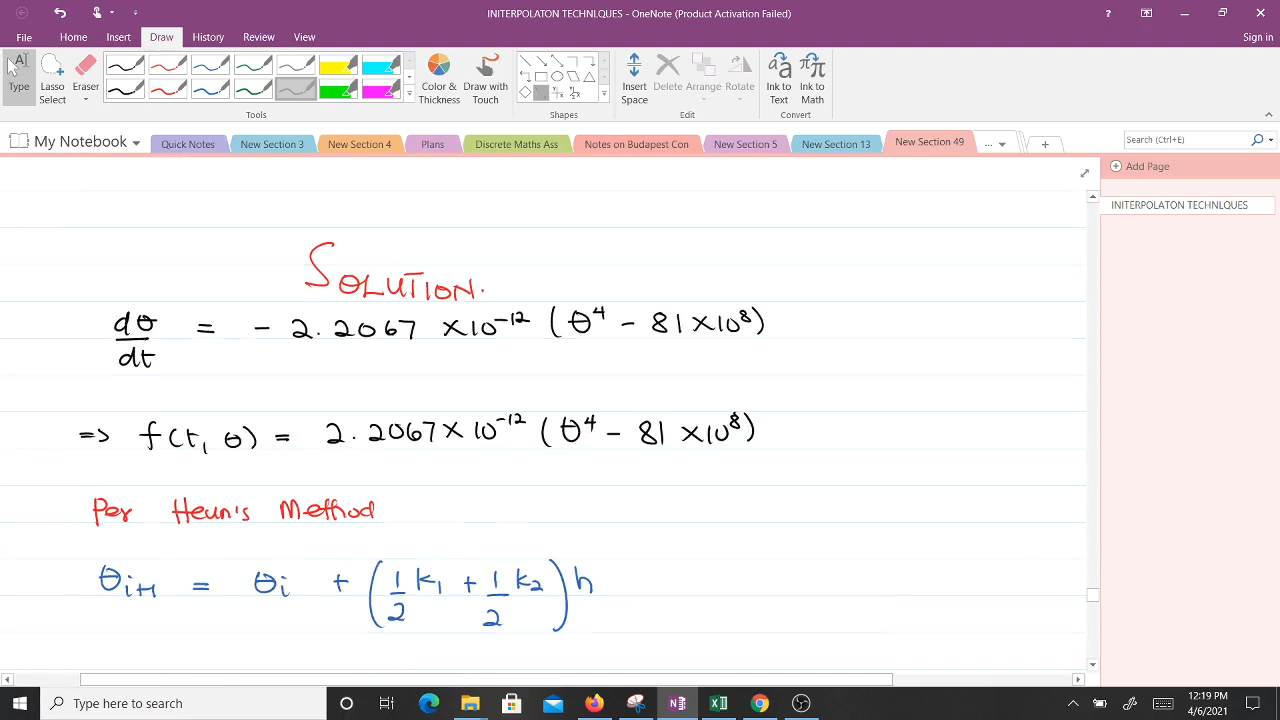 INITERPOLATON TECHNLQUES - OneNote (Product Activation Failed)
File Home Insert Draw History Review View Sign in
Type Lasso Select Eraser Color & Thickness Draw with Touch Insert Space Delete Arrange Rotate Ink to Text Ink to Math
Tools Shapes Edit Convert
My Notebook Quick Notes New Section 3 New Section 4 Plans Discrete Maths Ass Notes on Budapest Con New Section 5 New Section 13 New Section 49 ... Search (Ctrl+E)
Add Page
INITERPOLATON TECHNLQUES
SOLUTION.
dθ/dt = - 2.2067 ×10⁻¹² (θ⁴ - 81×10⁸)
=> f(t, θ) = 2.2067×10⁻¹² (θ⁴ - 81 ×10⁸)
Per Heun's Method
θi+1 = θi + (1/2 k1 + 1/2 k2) h
Type here to search
12:19 PM
4/6/2021